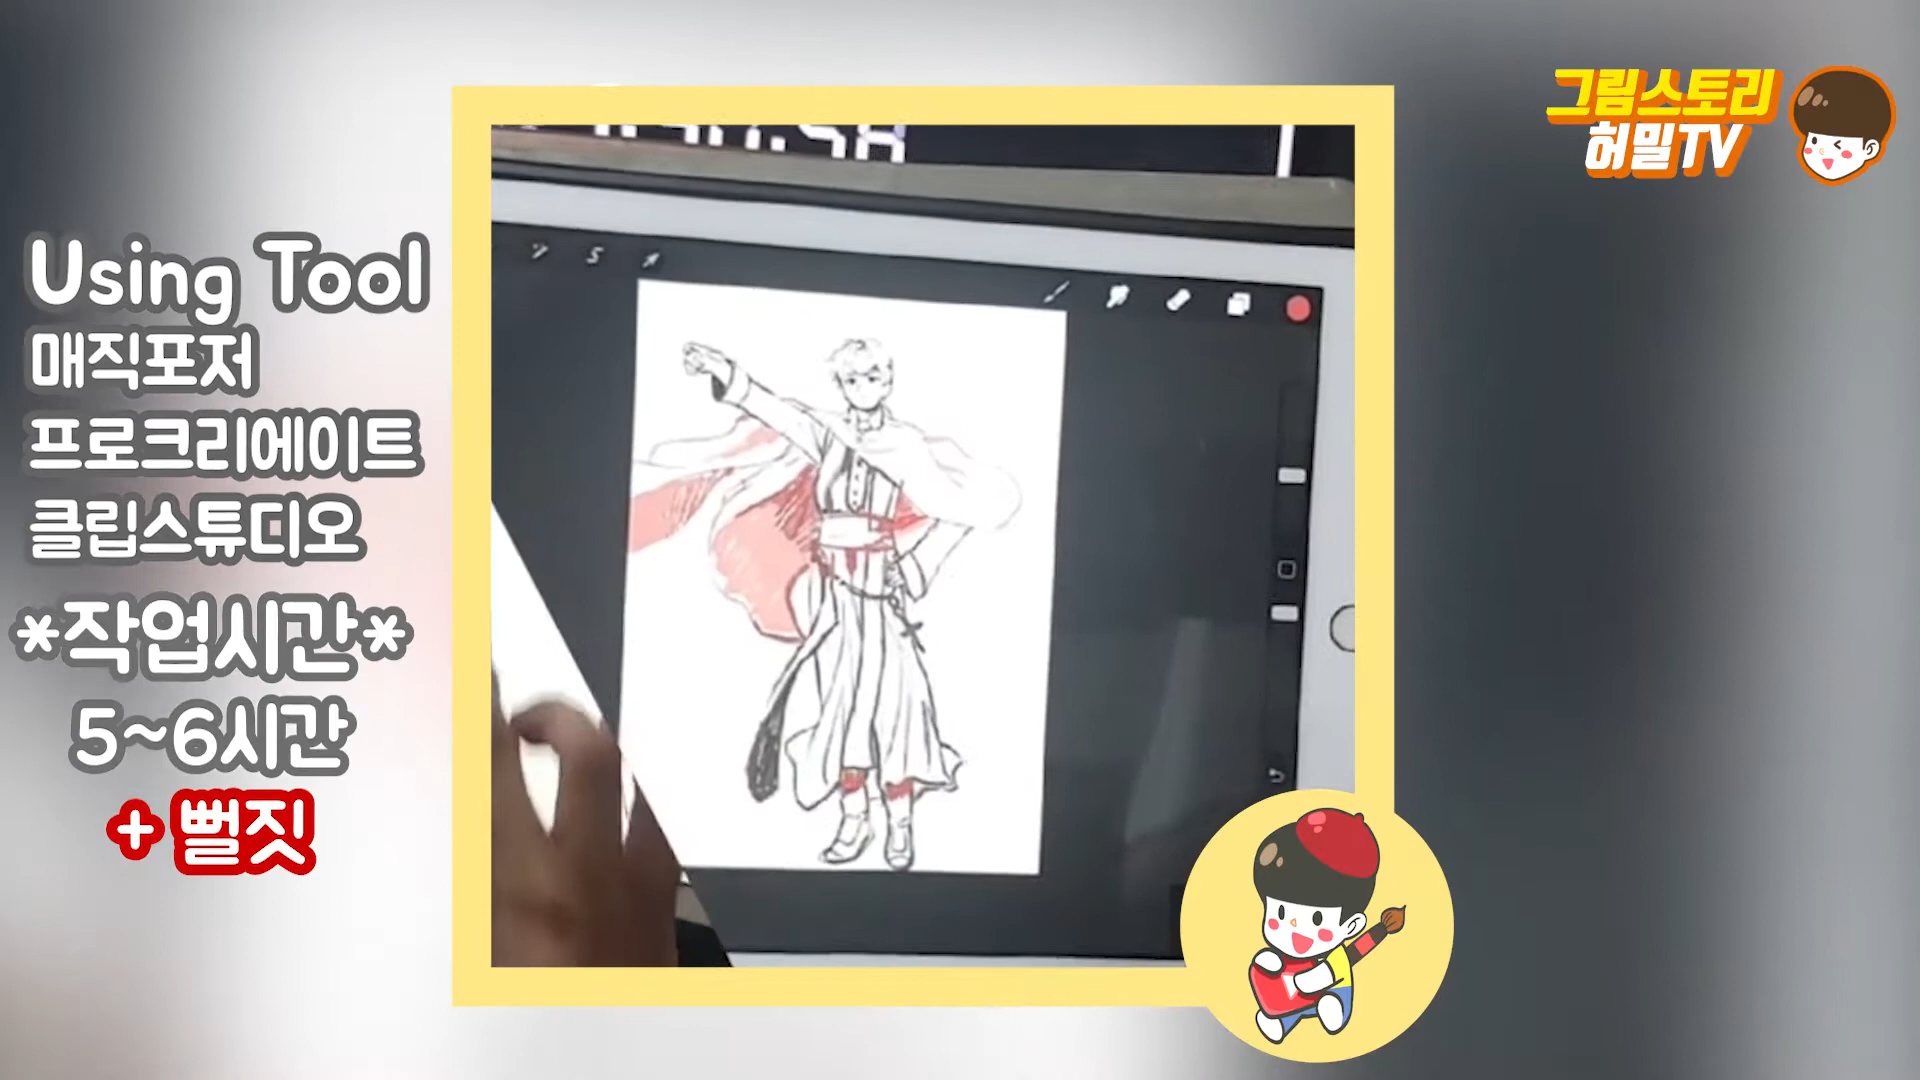 그림스토리
허밀TV
Using Tool
매직포저
프로크리에이트
클립스튜디오
*작업시간*
5~6시간
+ 뻘짓